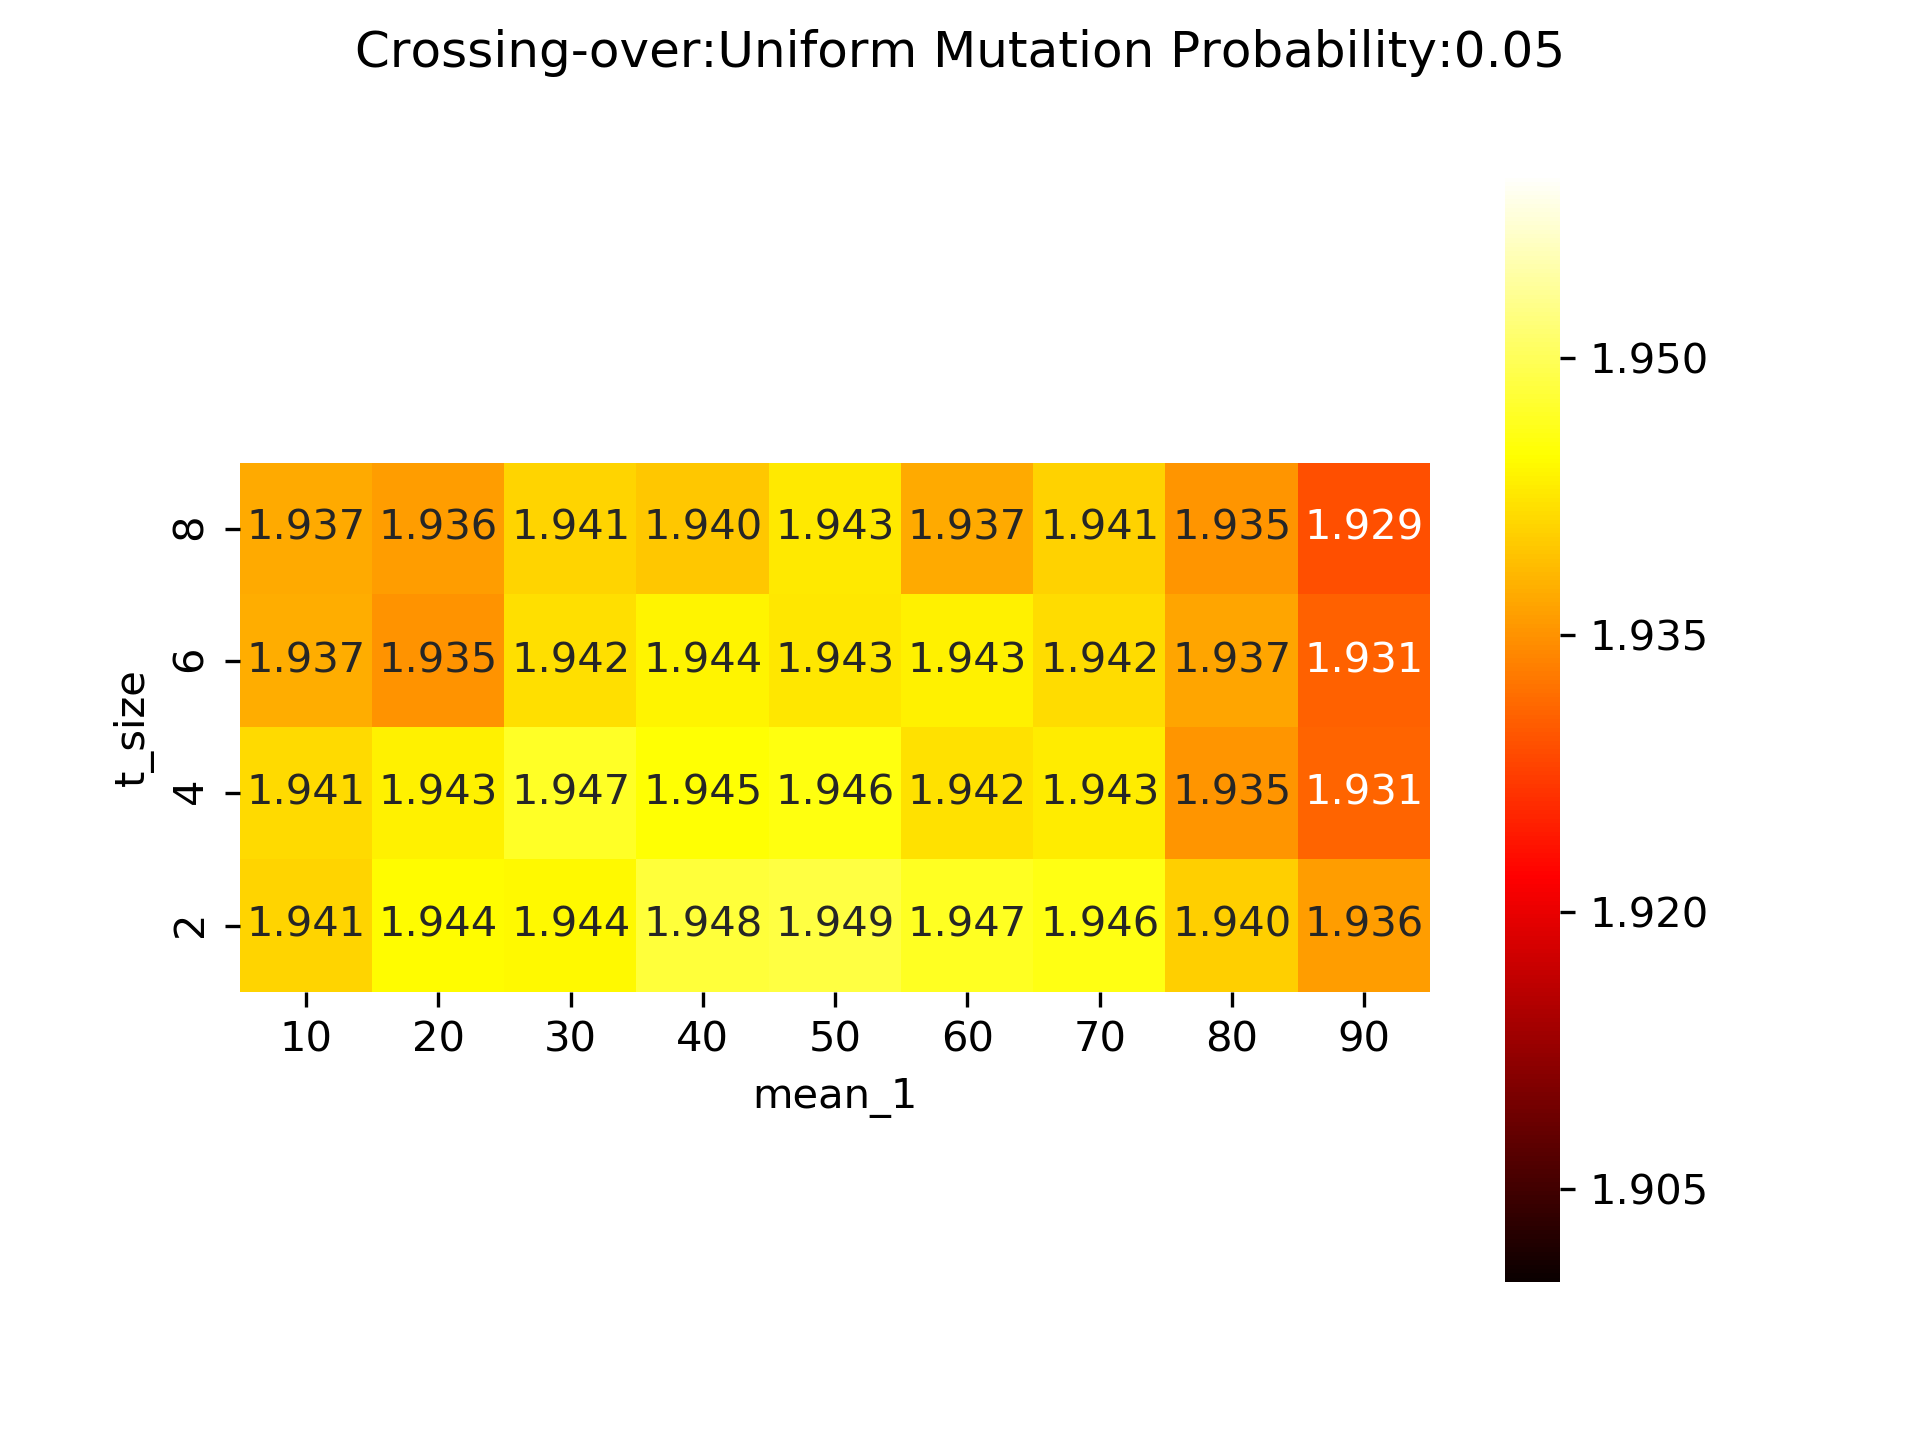 Crossing-over:Uniform Mutation Probability:0.05
1.950
8 1.937 1.936 1.941 1.940 1.943 1.937 1.941 1.935 1.929
6 1.937 1.935 1.942 1.944 1.943 1.943 1.942 1.937 1.931
1.935
t_size
4 1.941 1.943 1.947 1.945 1.946 1.942 1.943 1.935 1.931
2 1.941 1.944 1.944 1.948 1.949 1.947 1.946 1.940 1.936
1.920
10 20 30 40 50 60 70 80 90
mean_1
1.905